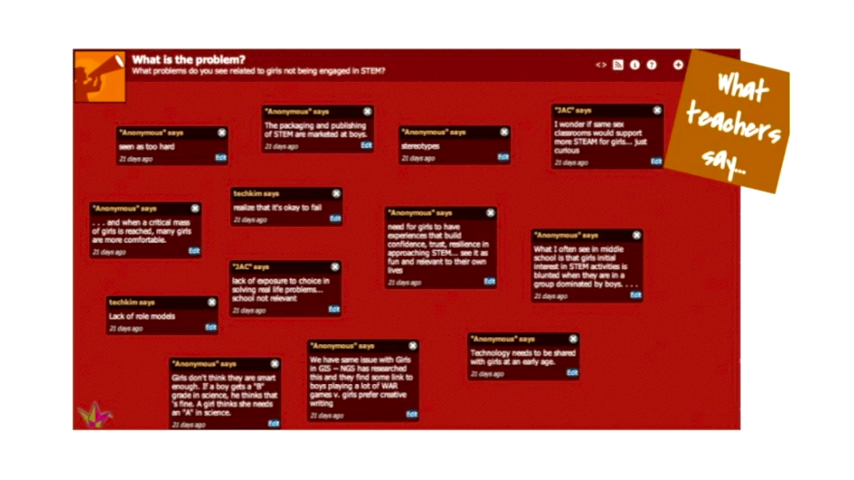 What is the problem?
What problems do you see related to girls not being engaged in STEM?
What
teachers
say...
"Anonymous" says
The packaging and publishing
of STEM are marketed at boys.
21 days ago
Edit
"JAC" says
I wonder if same sex
classrooms would support
more STEAM for girls... just
curious
21 days ago
Edit
"Anonymous" says
seen as too hard
21 days ago
Edit
"Anonymous" says
stereotypes
21 days ago
Edit
techkim says
realize that it's okay to fail
21 days ago
Edit
"Anonymous" says
. . . and when a critical mass
of girls is reached, many girls
are more comfortable.
21 days ago
Edit
"Anonymous" says
need for girls to have
experiences that build
confidence, trust, resilience in
approaching STEM... see it as
fun and relevant to their own
lives
21 days ago
Edit
"Anonymous" says
What I often see in middle
school is that girls initial
interest in STEM activities is
blunted when they are in a
group dominated by boys. . . .
21 days ago
Edit
"JAC" says
lack of exposure to choice in
solving real life problems...
school not relevant
21 days ago
Edit
techkim says
Lack of role models
21 days ago
Edit
"Anonymous" says
Technology needs to be shared
with girls at an early age.
21 days ago
Edit
"Anonymous" says
We have same issue with Girls
in GIS -- NGS has researched
this and they find some link to
boys playing a lot of WAR
games v. girls prefer creative
writing
21 days ago
Edit
"Anonymous" says
Girls don't think they are smart
enough. If a boy gets a "B"
grade in science, he thinks that
's fine. A girl thinks she needs
an "A" in science.
21 days ago
Edit